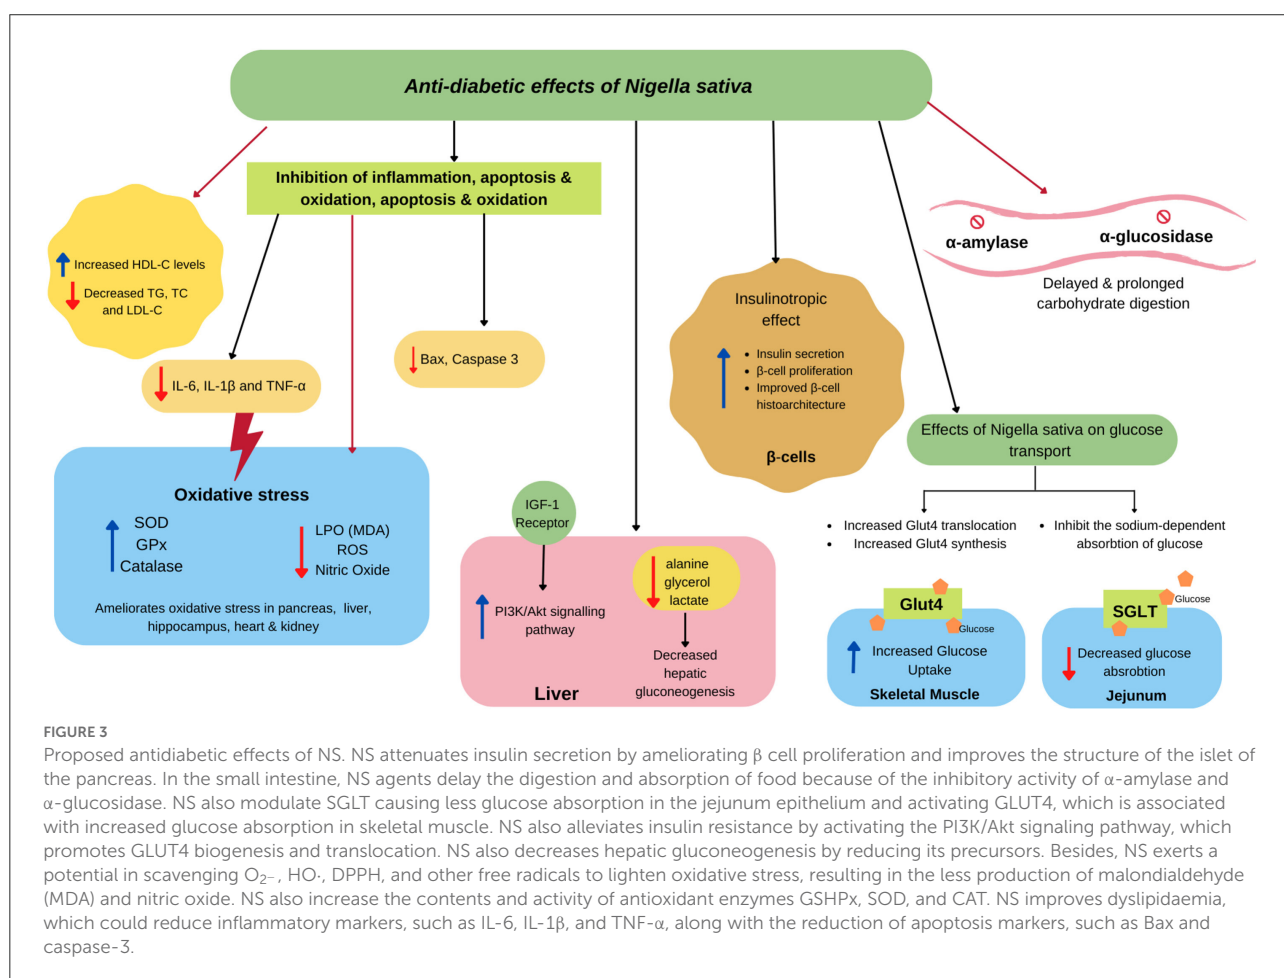 Anti-diabetic effects of Nigella sativa
Inhibition of inflammation, apoptosis &
oxidation, apoptosis & oxidation
Increased HDL-C levels
Decreased TG, TC
and LDL-C
IL-6, IL-1β and TNF-α
Bax, Caspase 3
Oxidative stress
SOD
GPx
Catalase
LPO (MDA)
ROS
Nitric Oxide
Ameliorates oxidative stress in pancreas, liver,
hippocampus, heart & kidney
IGF-1
Receptor
PI3K/Akt signalling
pathway
alanine
glycerol
lactate
Decreased
hepatic
gluconeogenesis
Liver
Insulinotropic
effect
• Insulin secretion
• β-cell proliferation
• Improved β-cell
histoarchitecture
β-cells
α-amylase
α-glucosidase
Delayed & prolonged
carbohydrate digestion
Effects of Nigella sativa on glucose
transport
• Increased Glut4 translocation
• Increased Glut4 synthesis
• Inhibit the sodium-dependent
absorbtion of glucose
Glut4
Glucose
Increased Glucose
Uptake
Skeletal Muscle
SGLT
Glucose
Decreased glucose
absrobtion
Jejunum
FIGURE 3
Proposed antidiabetic effects of NS. NS attenuates insulin secretion by ameliorating β cell proliferation and improves the structure of the islet of
the pancreas. In the small intestine, NS agents delay the digestion and absorption of food because of the inhibitory activity of α-amylase and
α-glucosidase. NS also modulate SGLT causing less glucose absorption in the jejunum epithelium and activating GLUT4, which is associated
with increased glucose absorption in skeletal muscle. NS also alleviates insulin resistance by activating the PI3K/Akt signaling pathway, which
promotes GLUT4 biogenesis and translocation. NS also decreases hepatic gluconeogenesis by reducing its precursors. Besides, NS exerts a
potential in scavenging O₂₋, HO·, DPPH, and other free radicals to lighten oxidative stress, resulting in the less production of malondialdehyde
(MDA) and nitric oxide. NS also increase the contents and activity of antioxidant enzymes GSHPx, SOD, and CAT. NS improves dyslipidaemia,
which could reduce inflammatory markers, such as IL-6, IL-1β, and TNF-α, along with the reduction of apoptosis markers, such as Bax and
caspase-3.